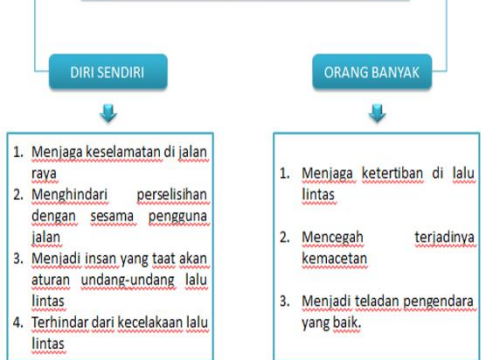 DIRI SENDIRI
1. Menjaga keselamatan di jalan
raya
2. Menghindari perselisihan
dengan sesama pengguna
jalan
3. Menjadi insan yang taat akan
aturan undang-undang lalu
lintas
4. Terhindar dari kecelakaan lalu
lintas
ORANG BANYAK
1. Menjaga ketertiban di lalu
lintas
2. Mencegah terjadinya
kemacetan
3. Menjadi teladan pengendara
yang baik.